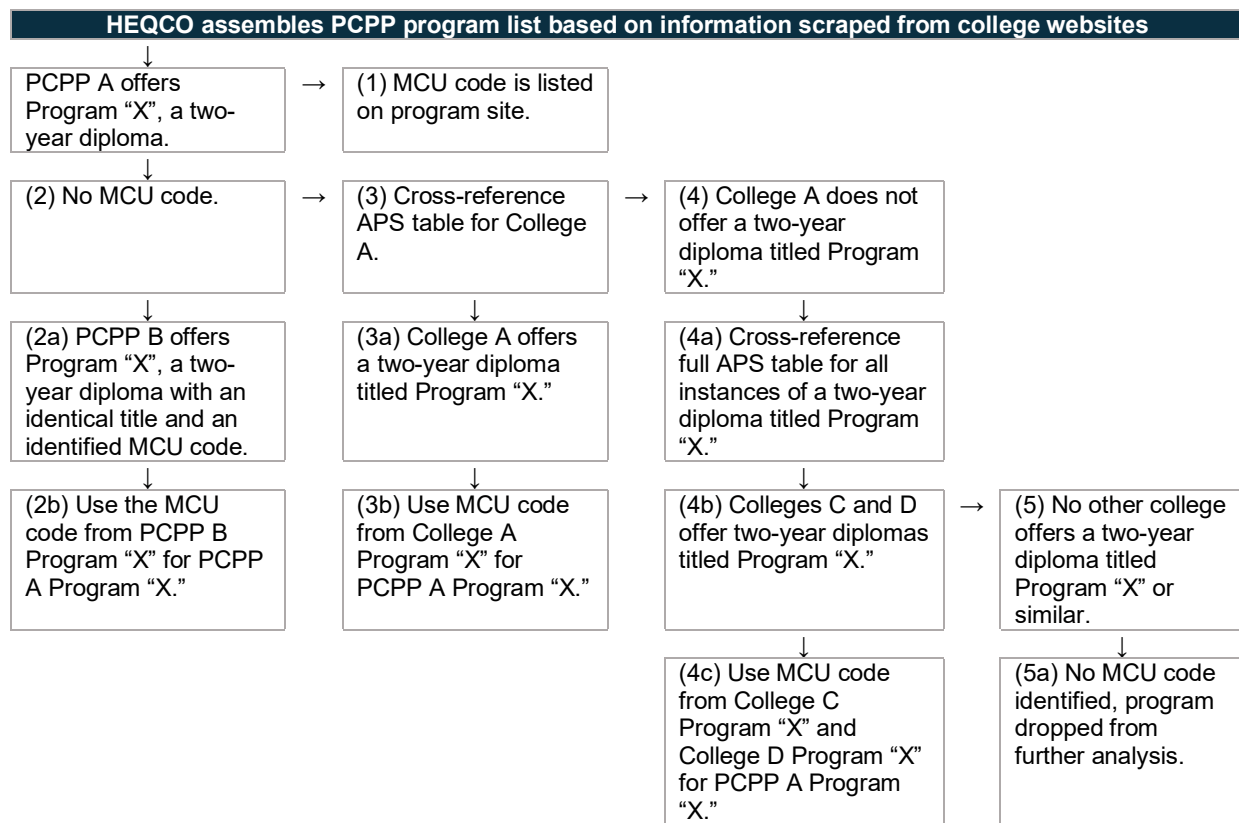 HEQCO assembles PCPP program list based on information scraped from college websites
↓
PCPP A offers
Program “X”, a two-
year diploma.
→
(1) MCU code is listed
on program site.
↓
(2) No MCU code.
→
(3) Cross-reference
APS table for College
A.
→
(4) College A does not
offer a two-year
diploma titled Program
“X.”
↓
(2a) PCPP B offers
Program “X”, a two-
year diploma with an
identical title and an
identified MCU code.
↓
(3a) College A offers
a two-year diploma
titled Program “X.”
↓
(4a) Cross-reference
full APS table for all
instances of a two-year
diploma titled Program
“X.”
↓
(2b) Use the MCU
code from PCPP B
Program “X” for PCPP
A Program “X.”
↓
(3b) Use MCU code
from College A
Program “X” for
PCPP A Program “X.”
↓
(4b) Colleges C and D
offer two-year diplomas
titled Program “X.”
→
(5) No other college
offers a two-year
diploma titled
Program “X” or
similar.
↓
(4c) Use MCU code
from College C
Program “X” and
College D Program “X”
for PCPP A Program
“X.”
↓
(5a) No MCU code
identified, program
dropped from
further analysis.